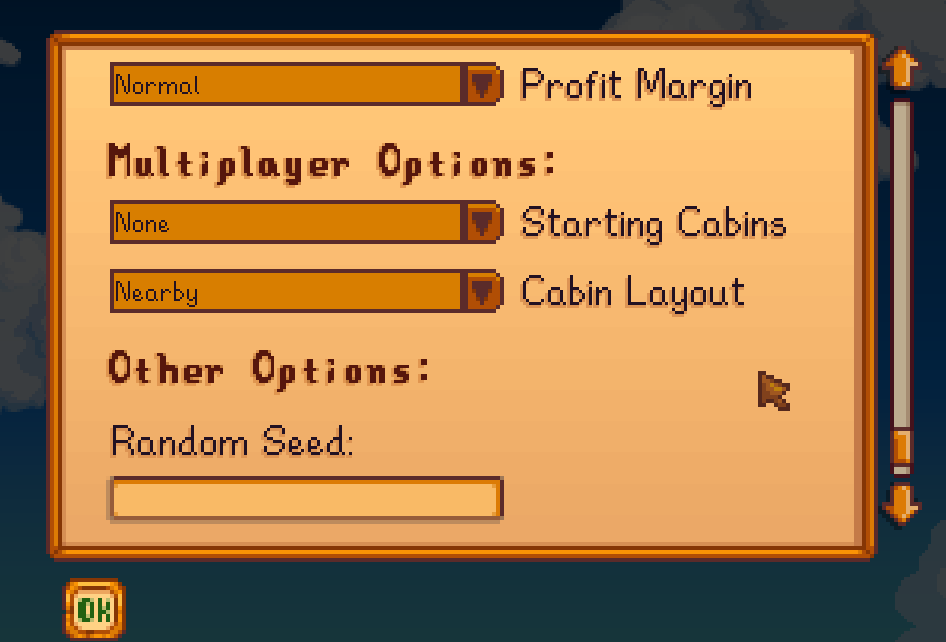 Normal Profit Margin
Multiplayer Options:
None Starting Cabins
Nearby Cabin Layout
Other Options:
Random Seed:
OK